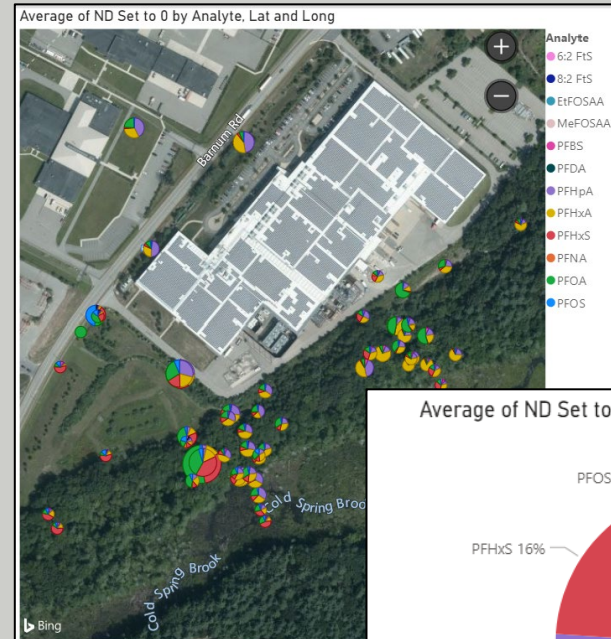 Average of ND Set to 0 by Analyte, Lat and Long
Analyte
6:2 FtS
8:2 FtS
EtFOSAA
MeFOSAA
PFBS
PFDA
PFHpA
PFHxA
PFHxS
PFNA
PFOA
PFOS
Barnum Rd
Cold Spring Brook
Cold Spring Brook
Bing
Average of ND Set to
PFOS
PFHxS 16%